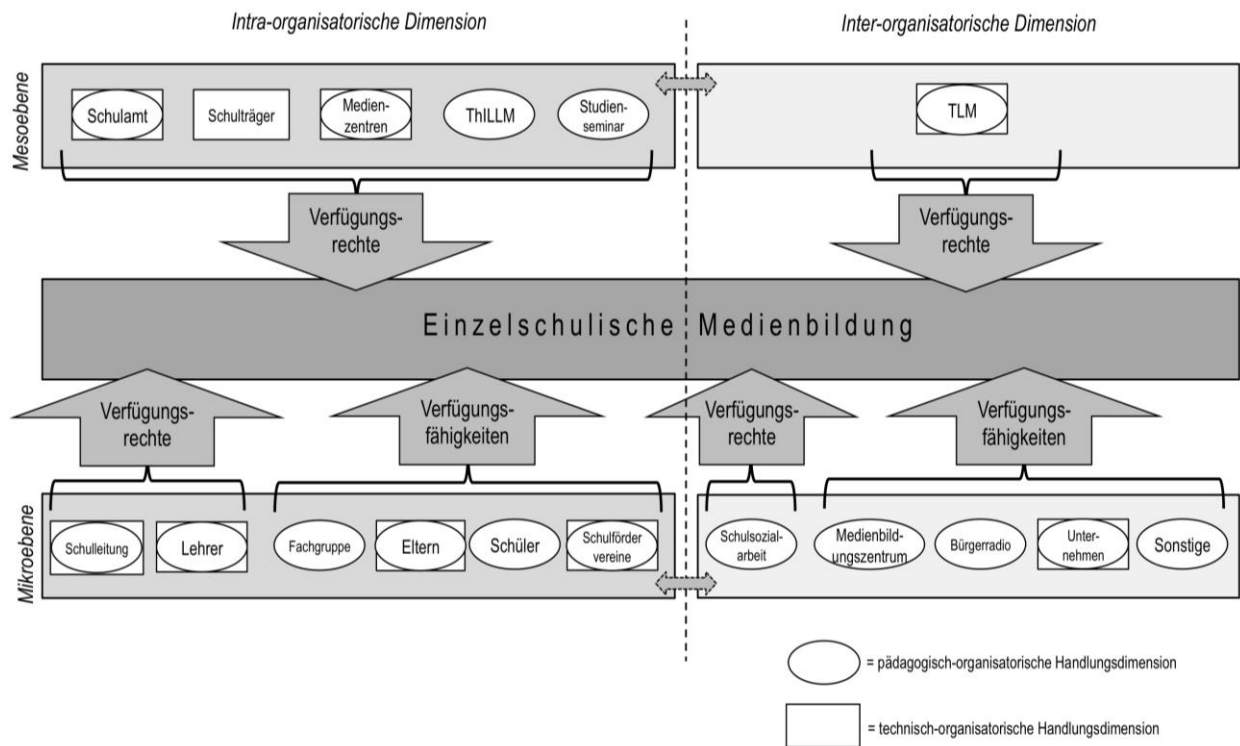 Intra-organisatorische Dimension
Inter-organisatorische Dimension
Mesoebene
Schulamt
Schulträger
Medien-
zentren
ThILLM
Studien-
seminar
TLM
Verfügungs-
rechte
Verfügungs-
rechte
Einzelschulische Medienbildung
Verfügungs-
rechte
Verfügungs-
fähigkeiten
Verfügungs-
rechte
Verfügungs-
fähigkeiten
Mikroebene
Schulleitung
Lehrer
Fachgruppe
Eltern
Schüler
Schulförder
vereine
Schulsozial-
arbeit
Medienbild-
ungszentrum
Bürgerradio
Unter-
nehmen
Sonstige
= pädagogisch-organisatorische Handlungsdimension
= technisch-organisatorische Handlungsdimension